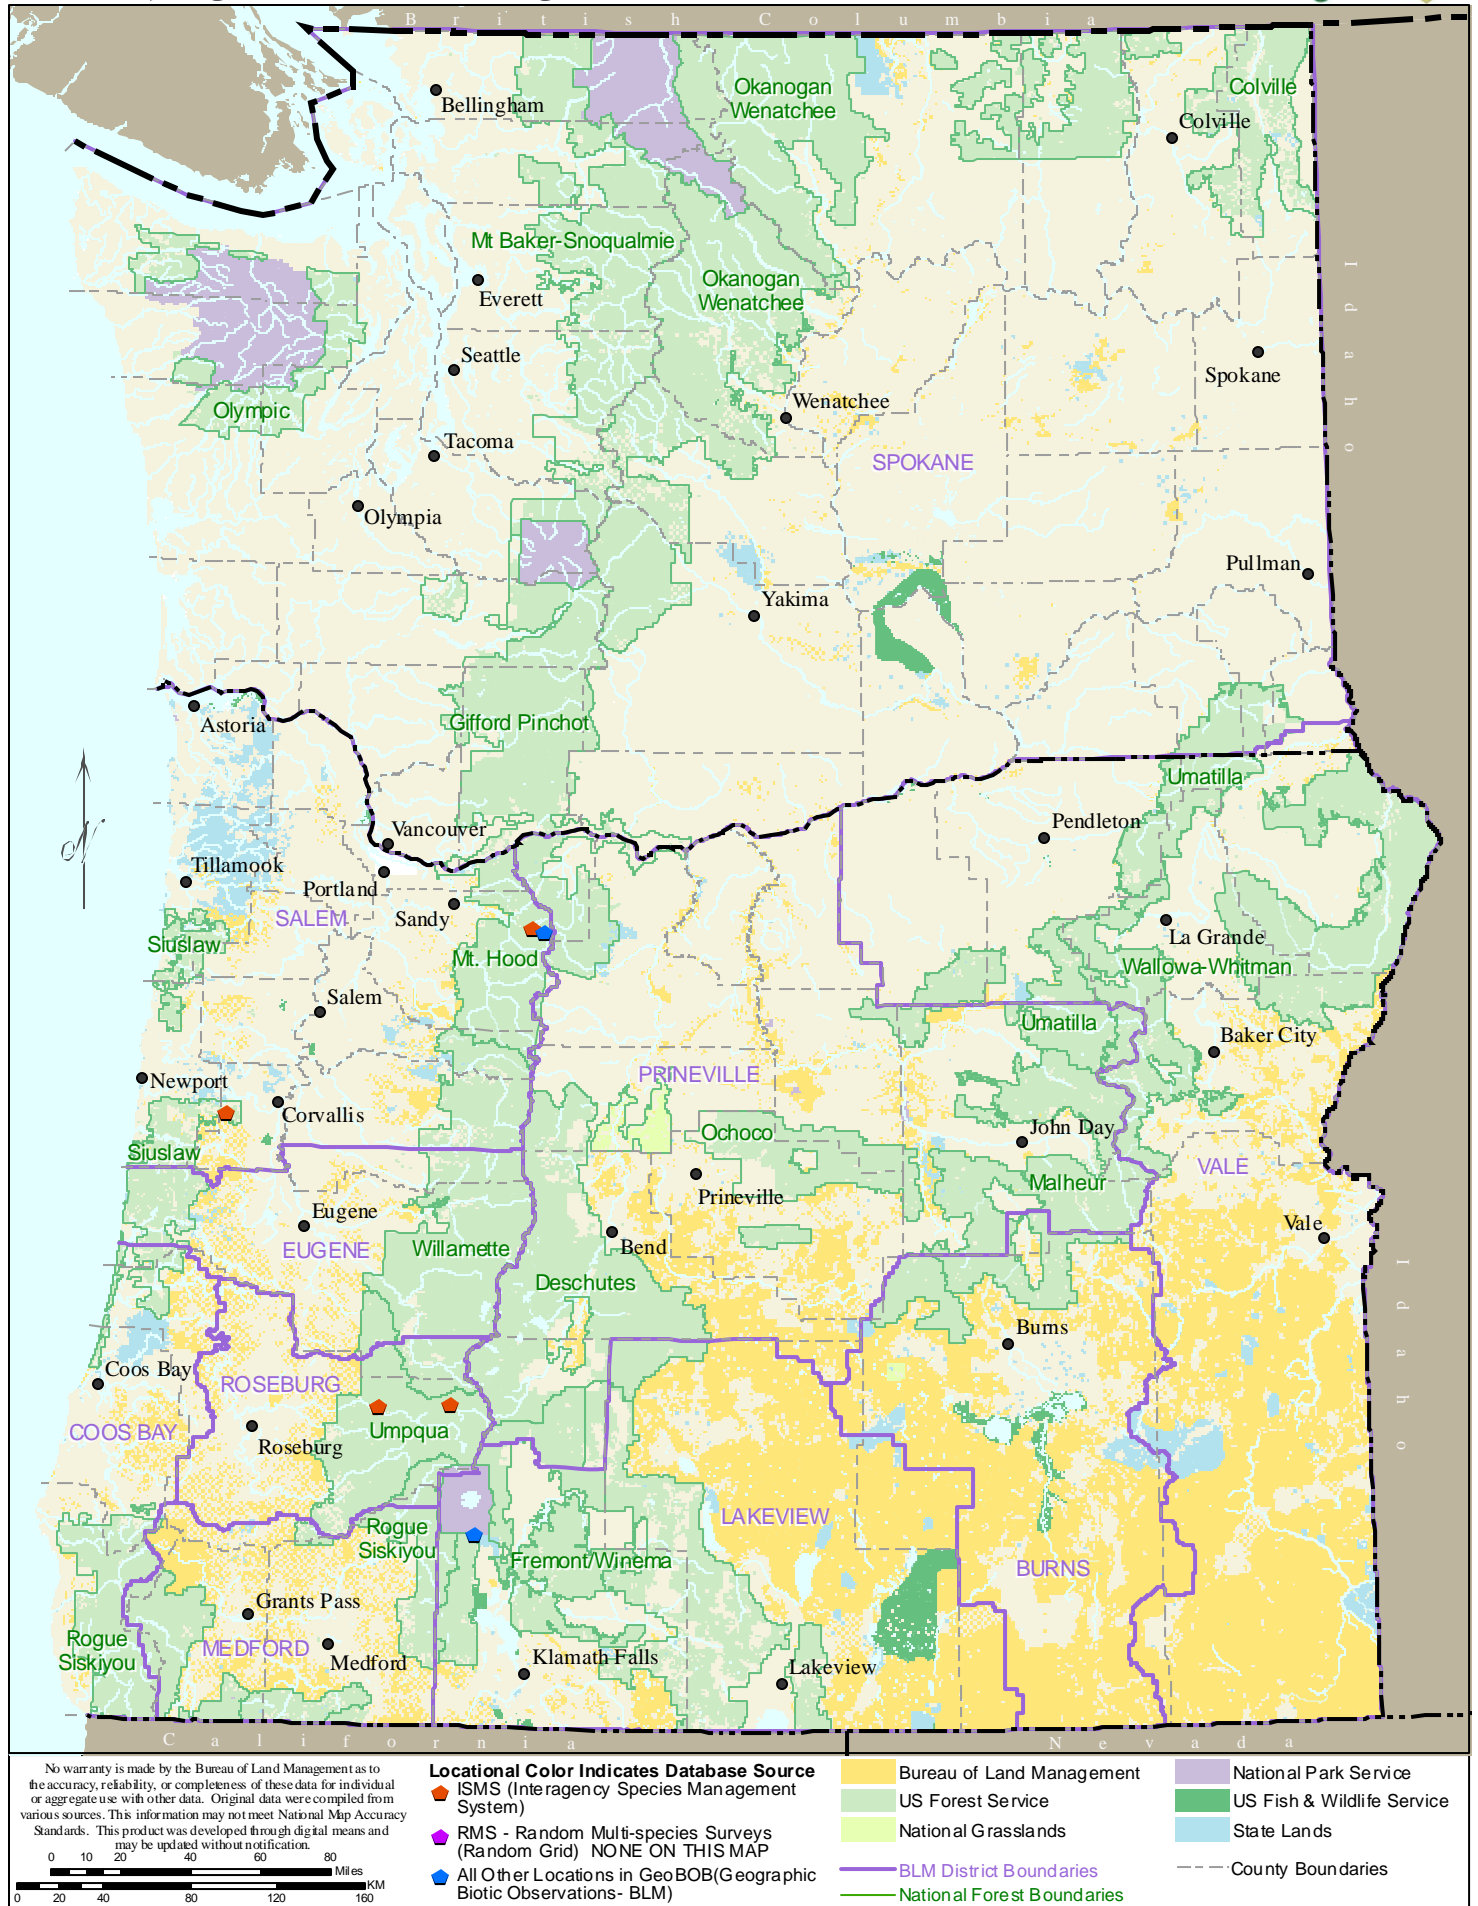 British Columbia
Bellingham
Okanogan
Wenatchee
Colville
Colville
Mt Baker-Snoqualmie
Okanogan
Wenatchee
Everett
Idaho
Seattle
Spokane
Olympic
Wenatchee
Tacoma
SPOKANE
Olympia
Pullman
Yakima
Astoria
Gifford Pinchot
Umatilla
Vancouver
Pendleton
Tillamook
Portland
SALEM
Sandy
La Grande
Siuslaw
Mt. Hood
Wallowa-Whitman
Salem
Umatilla
Baker City
Newport
PRINEVILLE
Corvallis
Ochoco
John Day
Siuslaw
VALE
Malheur
Prineville
Eugene
Vale
EUGENE
Willamette
Bend
Deschutes
Idaho
Burns
Coos Bay
ROSEBURG
COOS BAY
Umpqua
Roseburg
LAKEVIEW
Rogue
Siskiyou
Fremont/Winema
BURNS
Grants Pass
Rogue
Siskiyou
MEDFORD
Medford
Klamath Falls
Lakeview
California
Nevada
No warranty is made by the Bureau of Land Management as to
the accuracy, reliability, or completeness of these data for individual
or aggregate use with other data. Original data were compiled from
various sources. This information may not meet National Map Accuracy
Standards. This product was developed through digital means and
may be updated without notification.
0 10 20 40 60 80
Miles
KM
0 20 40 80 120 160
Locational Color Indicates Database Source
ISMS (Interagency Species Management
System)
RMS - Random Multi-species Surveys
(Random Grid) NONE ON THIS MAP
All Other Locations in GeoBOB(Geographic
Biotic Observations- BLM)
Bureau of Land Management
US Forest Service
National Grasslands
BLM District Boundaries
National Forest Boundaries
National Park Service
US Fish & Wildlife Service
State Lands
County Boundaries